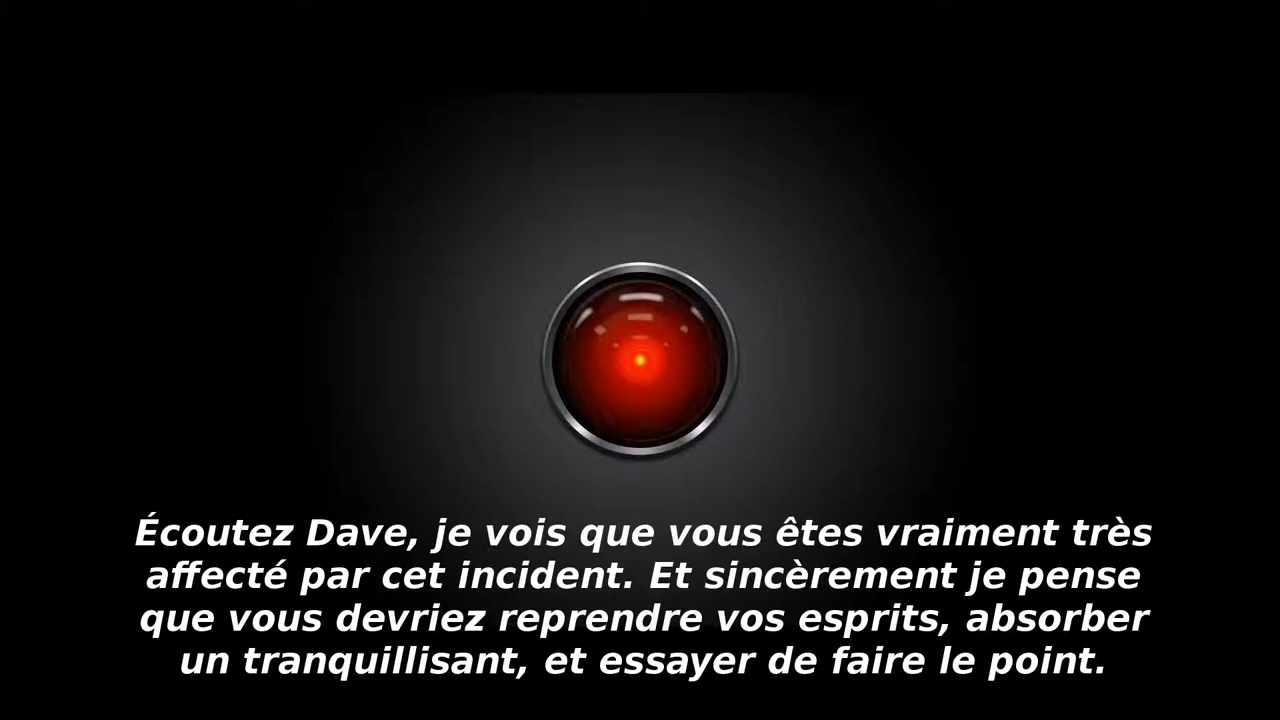 Écoutez Dave, je vois que vous êtes vraiment très
affecté par cet incident. Et sincèrement je pense
que vous devriez reprendre vos esprits, absorber
un tranquillisant, et essayer de faire le point.